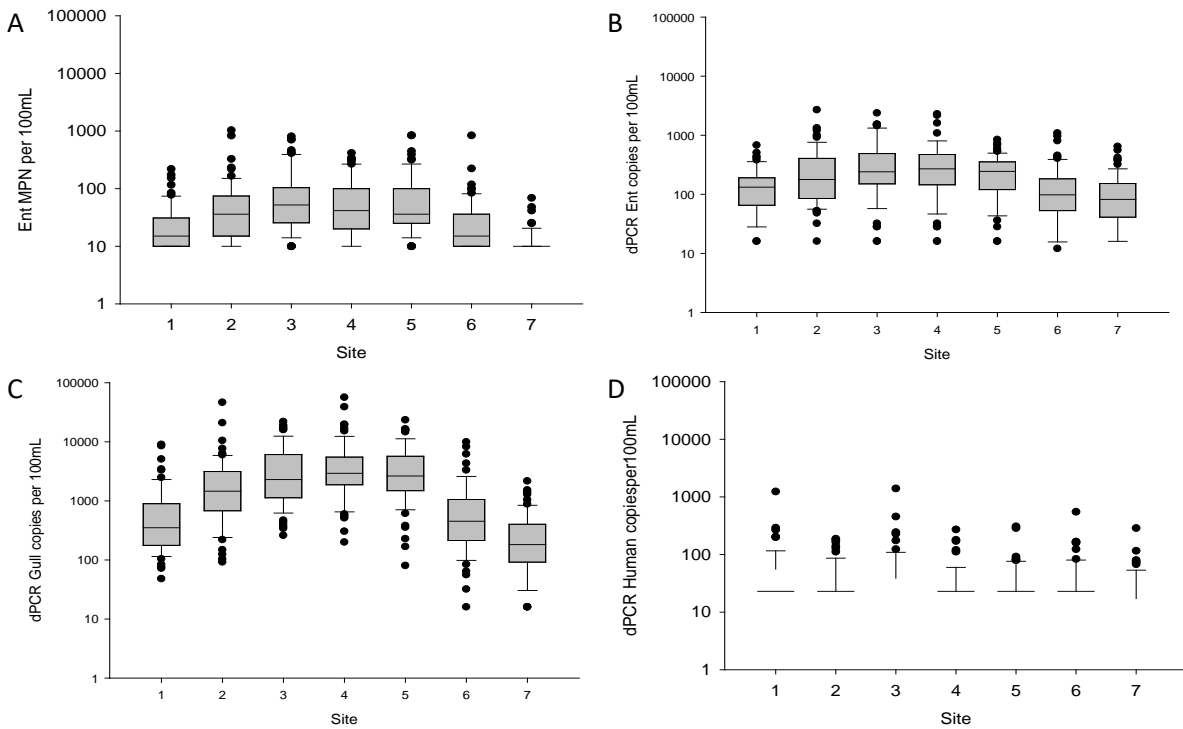 A
Ent MPN per 100mL
100000
10000
1000
100
10
1
1 2 3 4 5 6 7
Site
B
dPCR Ent copies per 100mL
100000
10000
1000
100
10
1
1 2 3 4 5 6 7
Site
C
dPCR Gull copies per 100mL
100000
10000
1000
100
10
1
1 2 3 4 5 6 7
Site
D
dPCR Human copiesper100mL
100000
10000
1000
100
10
1
1 2 3 4 5 6 7
Site